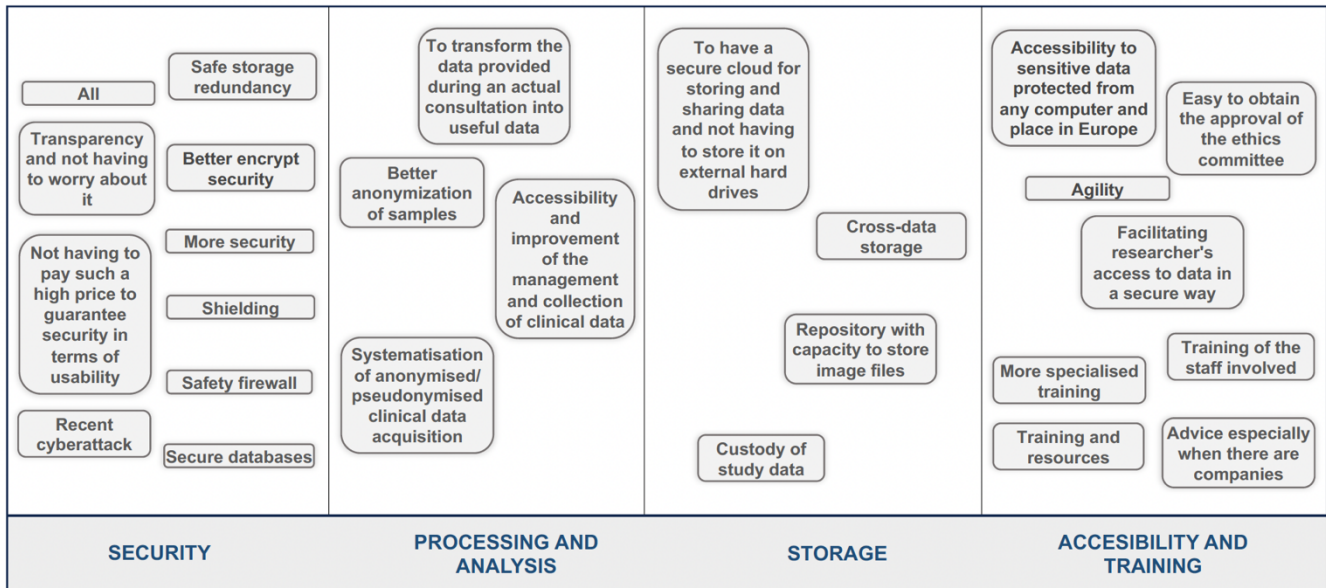 All
Safe storage
redundancy
Transparency
and not having
to worry about
it
Better encrypt
security
More security
Not having to
pay such a
high price to
guarantee
security in
terms of
usability
Shielding
Safety firewall
Recent
cyberattack
Secure databases
To transform the
data provided
during an actual
consultation into
useful data
Better
anonymization
of samples
Accessibility
and
improvement
of the
management
and collection
of clinical data
Systematisation
of anonymised/
pseudonymised
clinical data
acquisition
To have a
secure cloud for
storing and
sharing data
and not having
to store it on
external hard
drives
Cross-data
storage
Repository with
capacity to store
image files
Custody of
study data
Accessibility to
sensitive data
protected from
any computer and
place in Europe
Easy to obtain
the approval of
the ethics
committee
Agility
Facilitating
researcher's
access to data in
a secure way
Training of the
staff involved
More specialised
training
Training and
resources
Advice especially
when there are
companies
SECURITY
PROCESSING AND
ANALYSIS
STORAGE
ACCESIBILITY AND
TRAINING